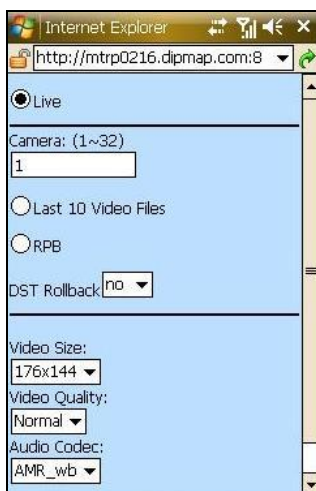 Internet Explorer
http://mtrp0216.dipmap.com:8
Live
Camera: (1~32)
1
Last 10 Video Files
RPB
DST Rollback no
Video Size:
176x144
Video Quality:
Normal
Audio Codec:
AMR_wb